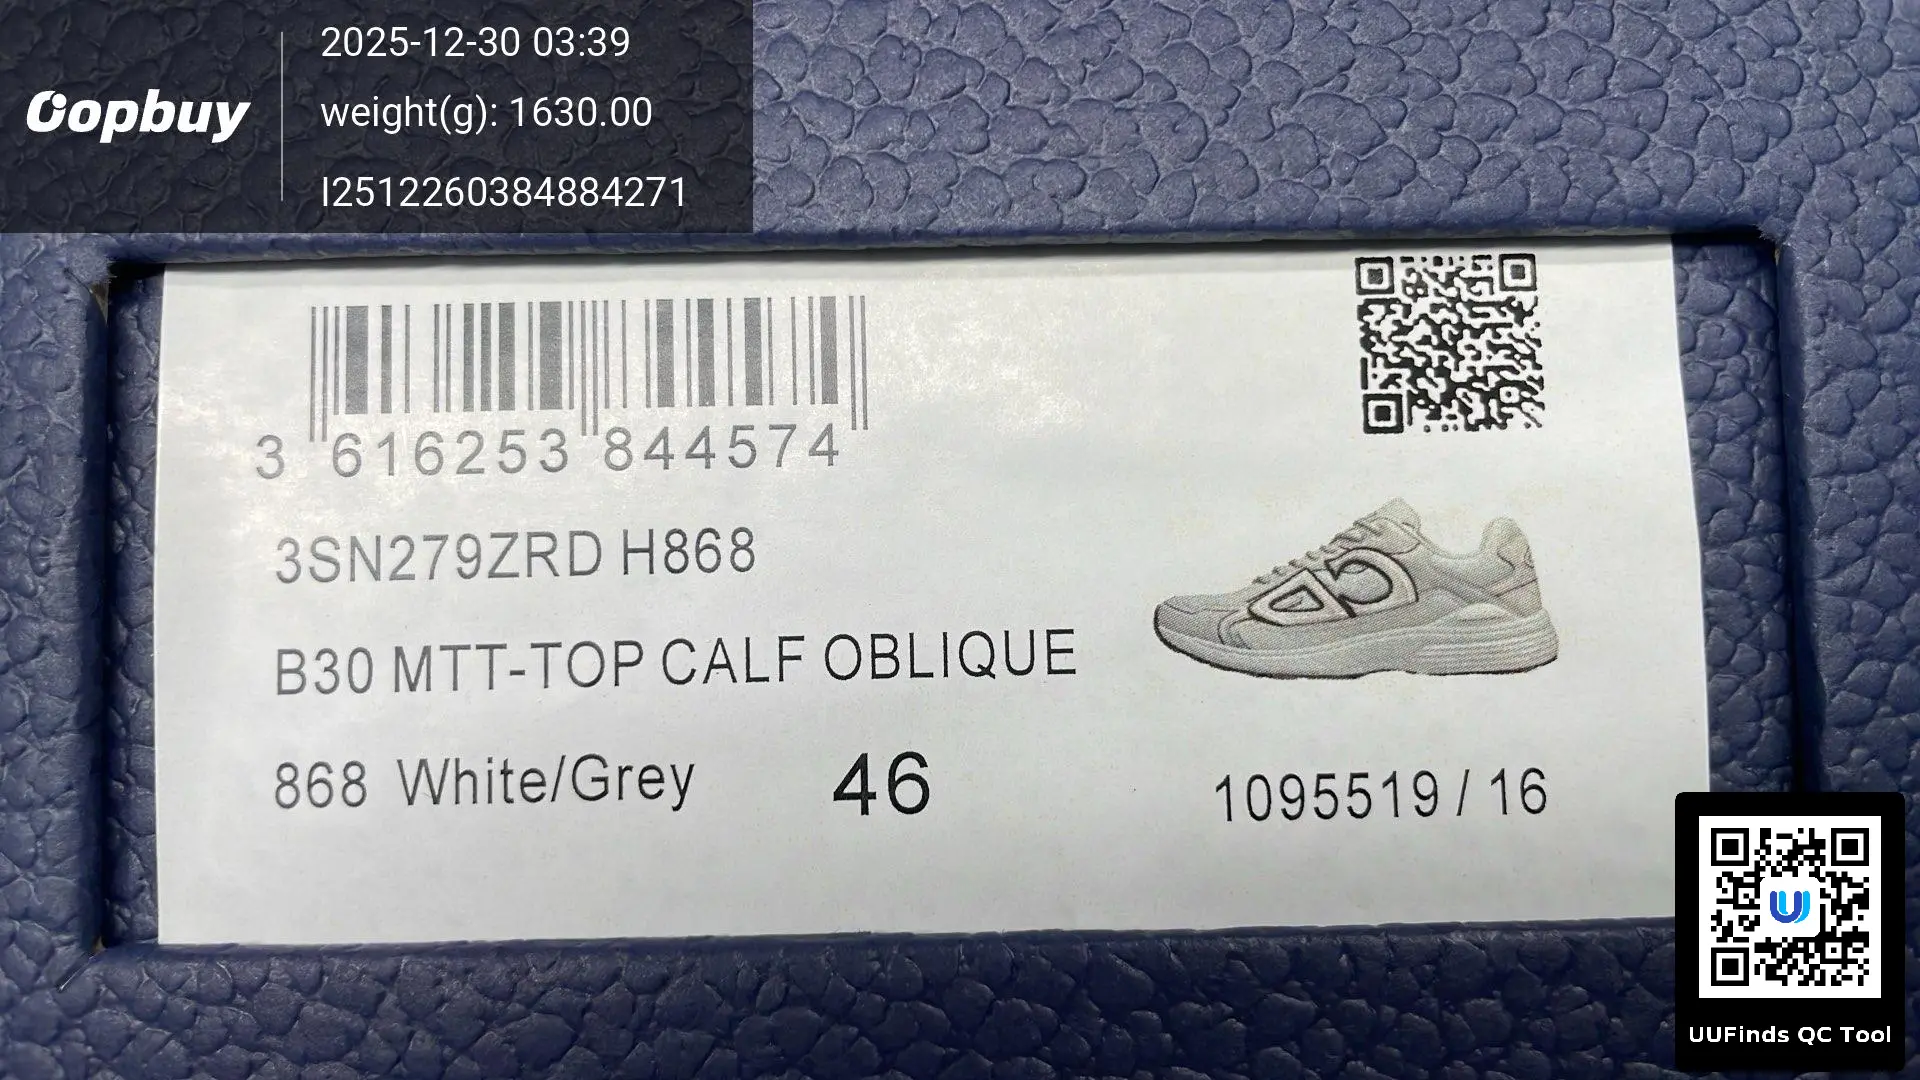 Oopbuy
2025-12-30 03:39
weight(g): 1630.00
I2512260384884271
3 616253 844574
3SN279ZRD H868
B30 MTT-TOP CALF OBLIQUE
868 White/Grey 46 1095519 / 16
UUFinds QC Tool